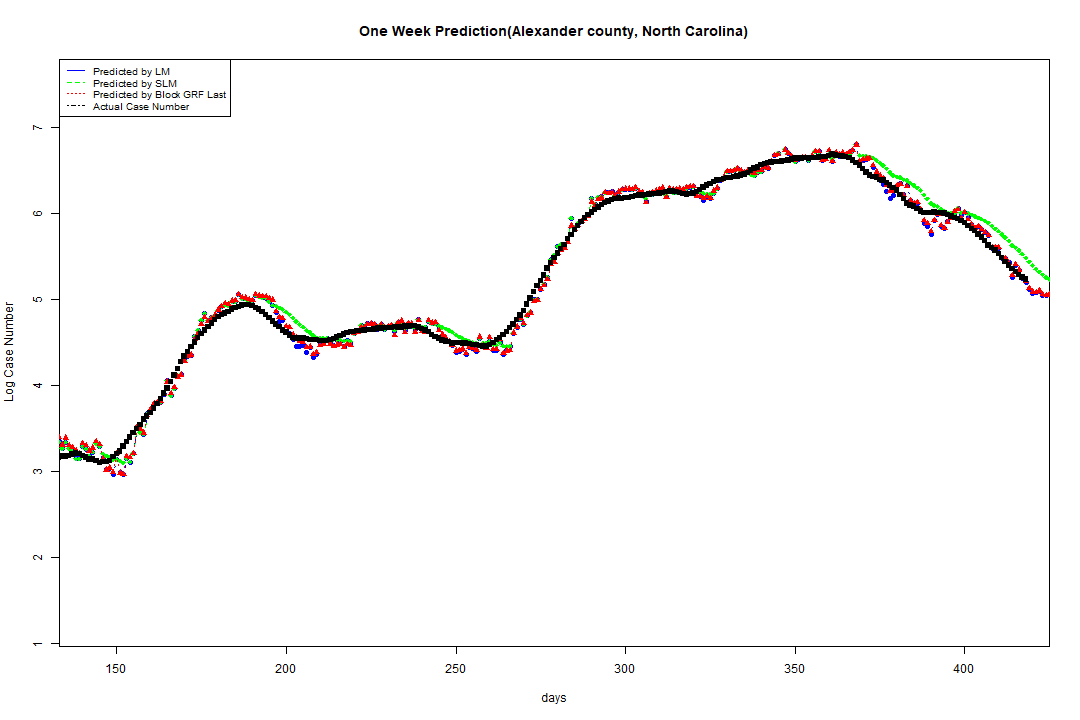 One Week Prediction(Alexander county, North Carolina)
Predicted by LM
Predicted by SLM
Predicted by Block GRF Last
Actual Case Number
7
6
5
4
3
2
1
Log Case Number
150 200 250 300 350 400
days